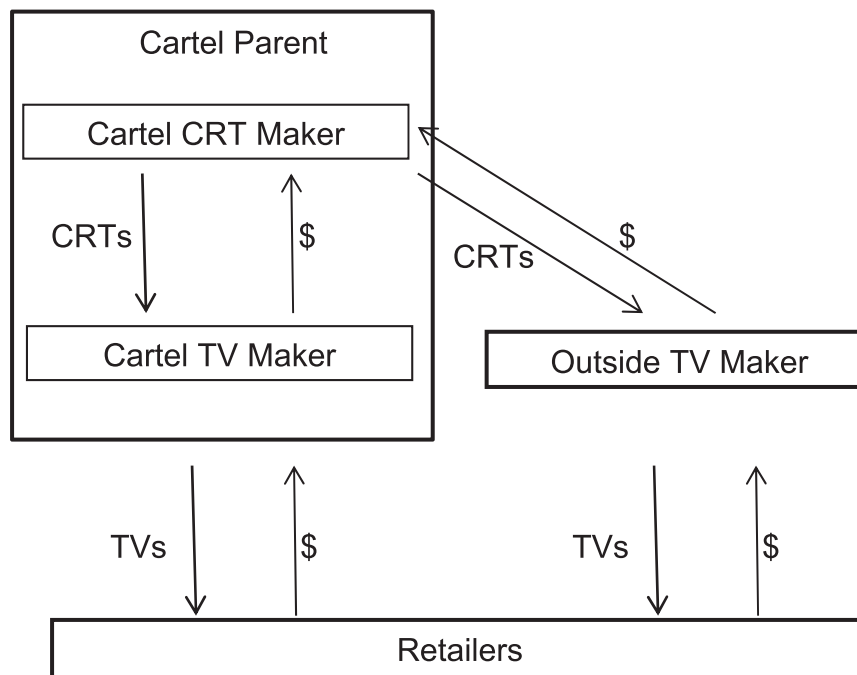 Cartel Parent
Cartel CRT Maker
CRTs
$
CRTs
$
Cartel TV Maker
Outside TV Maker
TVs
$
TVs
$
Retailers